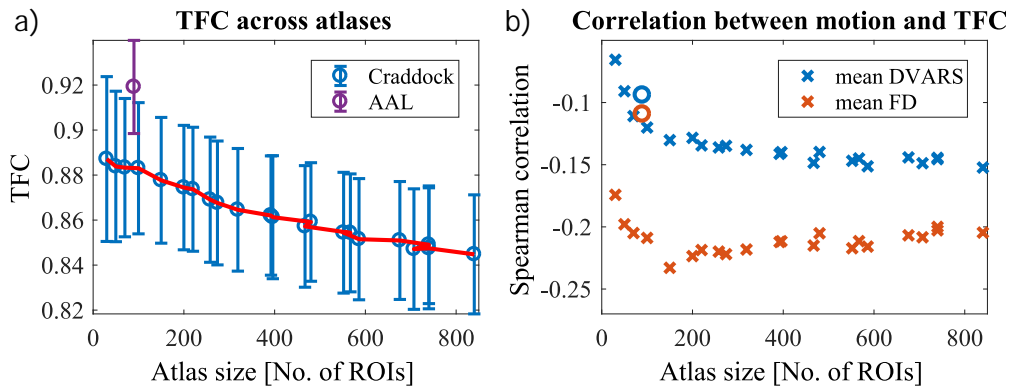 a)
TFC across atlases
TFC
0.92
0.9
0.88
0.86
0.84
0.82
0
200
400
600
800
Atlas size [No. of ROIs]
Craddock
AAL
b)
Correlation between motion and TFC
Spearman correlation
-0.1
-0.15
-0.2
-0.25
0
200
400
600
800
Atlas size [No. of ROIs]
mean DVARS
mean FD